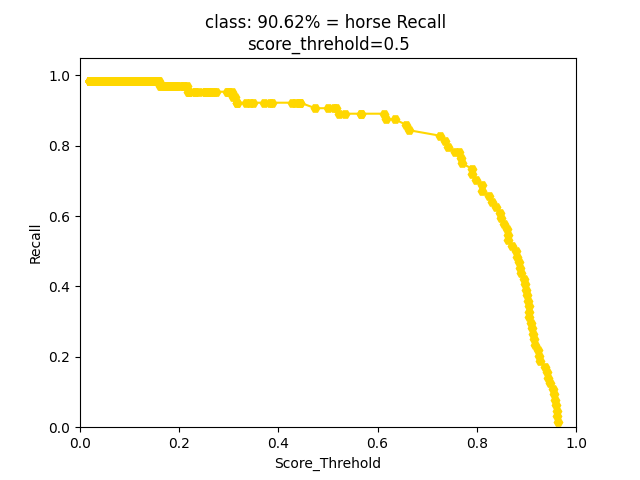 class: 90.62% = horse Recall
score_threhold=0.5
1.0
0.8
0.6
0.4
0.2
0.0
Recall
0.0 0.2 0.4 0.6 0.8 1.0
Score_Threhold